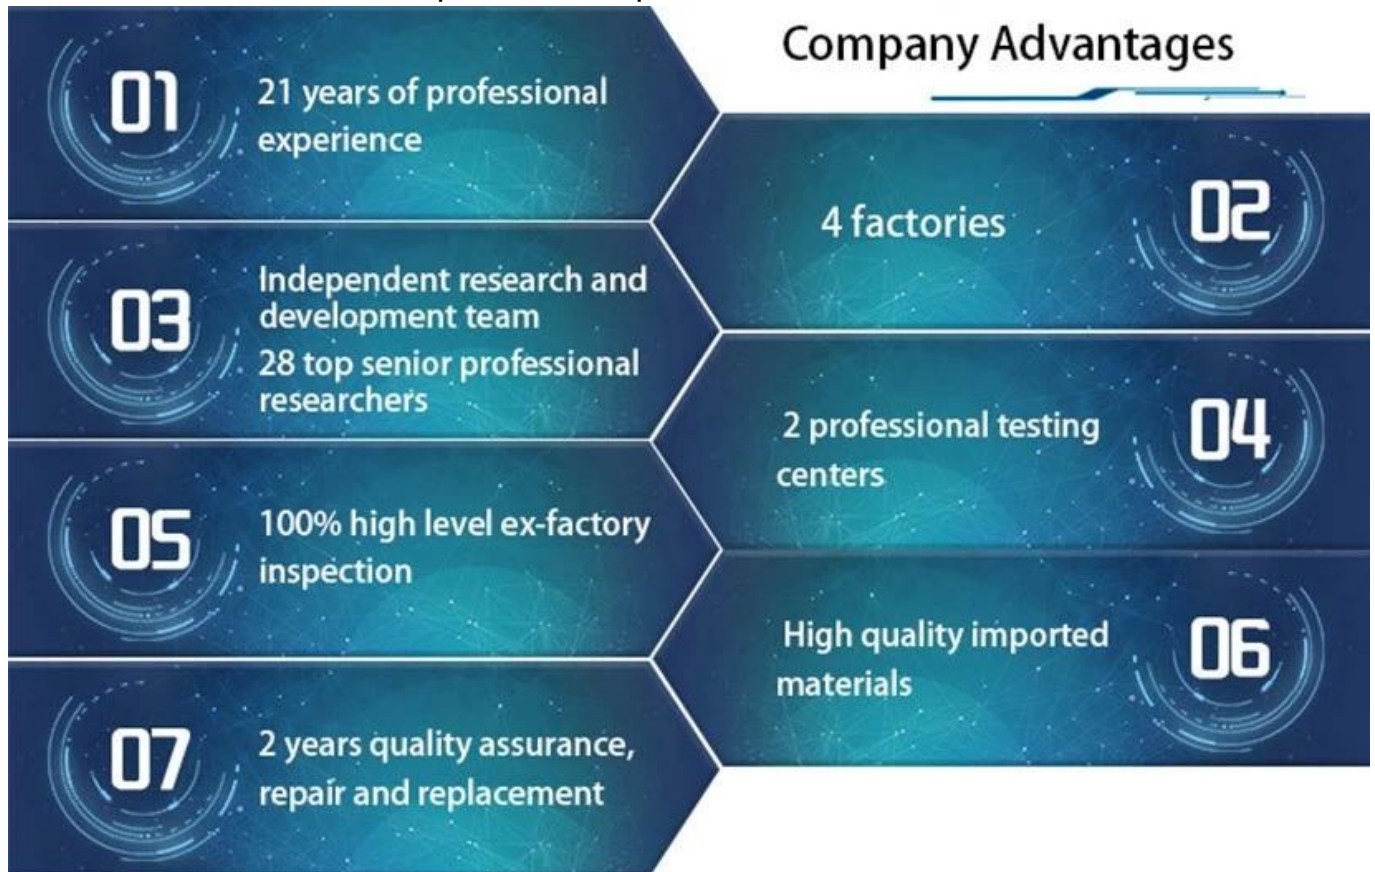 Company Advantages
01
21 years of professional
experience
02
4 factories
03
Independent research and
development team
28 top senior professional
researchers
04
2 professional testing
centers
05
100% high level ex-factory
inspection
06
High quality imported
materials
07
2 years quality assurance,
repair and replacement